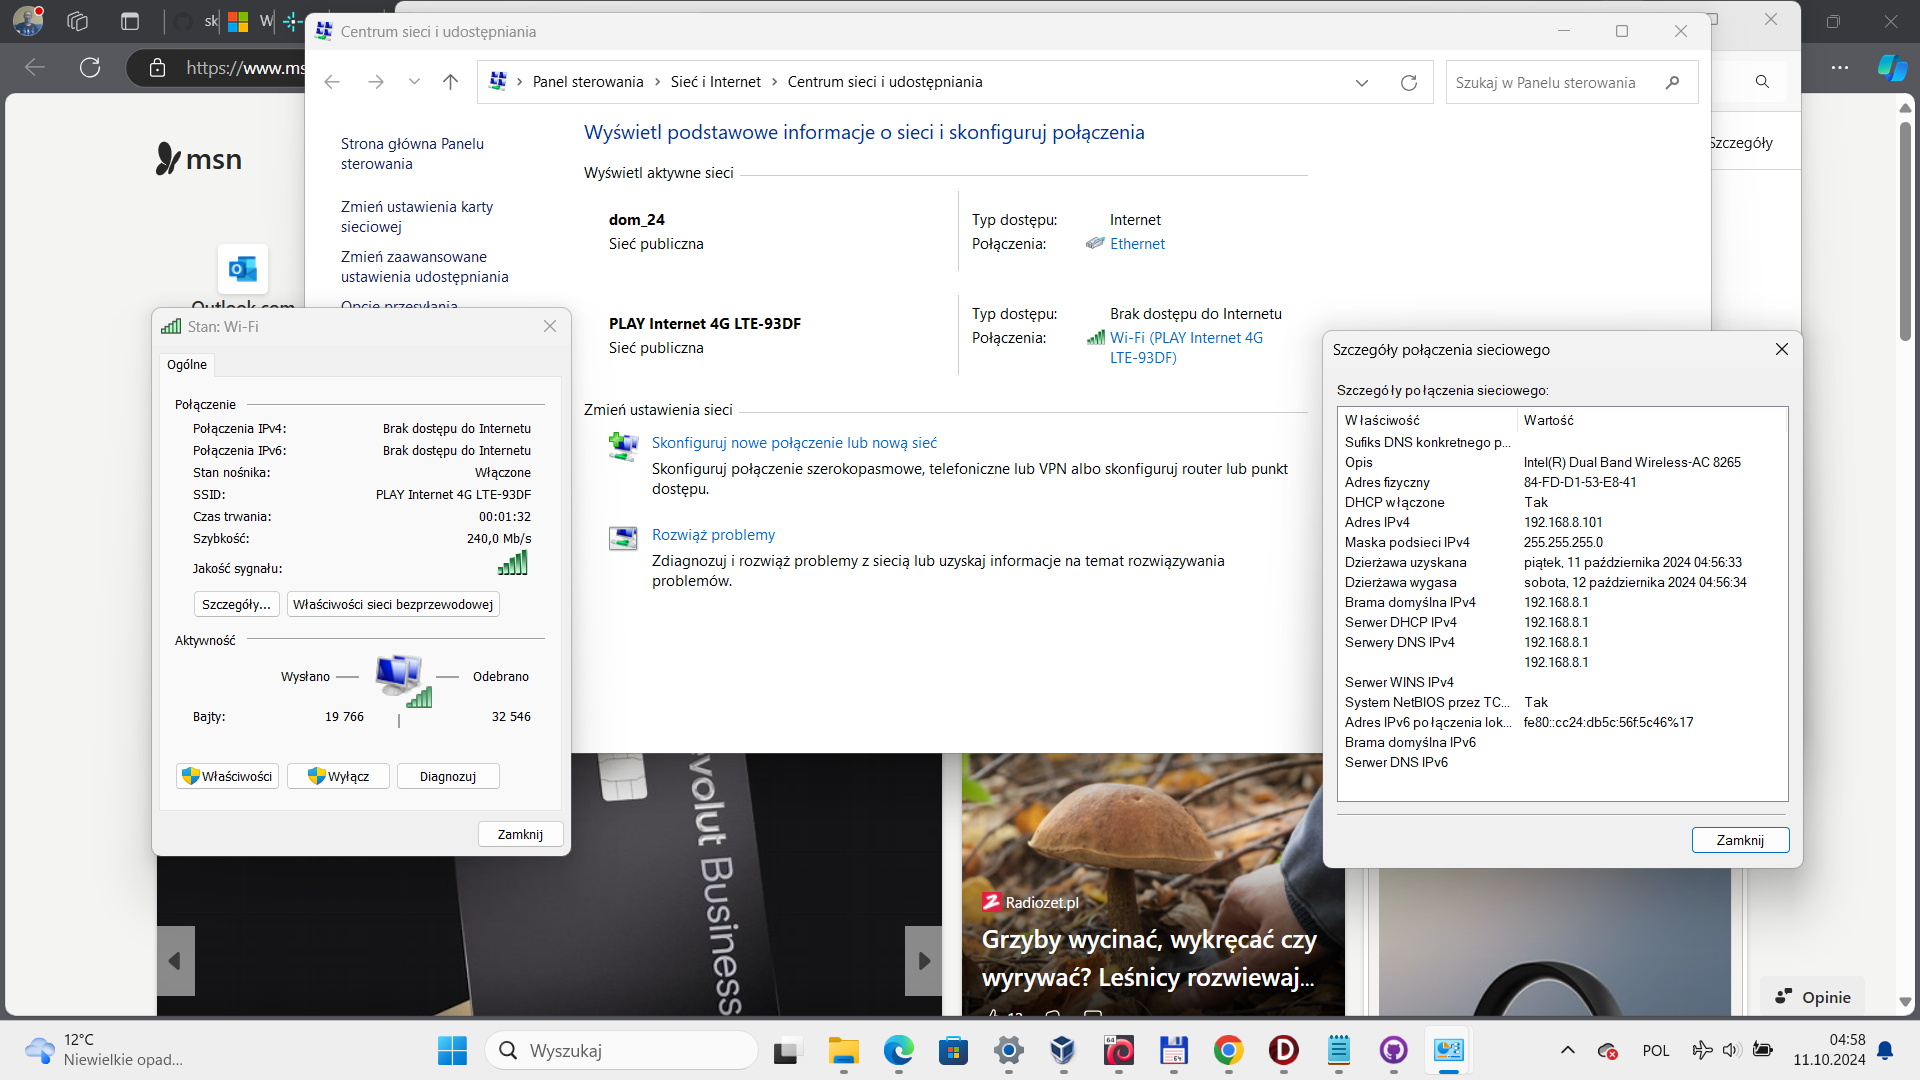 sk
W
https://www.ms
Centrum sieci i udostępniania
Panel sterowania > Sieć i Internet > Centrum sieci i udostępniania
Szukaj w Panelu sterowania
Szczegóły
msn
Outlook.com
Strona główna Panelu
sterowania
Zmień ustawienia karty
sieciowej
Zmień zaawansowane
ustawienia udostępniania
Opcje przesyłania
Wyświetl podstawowe informacje o sieci i skonfiguruj połączenia
Wyświetl aktywne sieci
dom_24
Sieć publiczna
Typ dostępu: Internet
Połączenia: Ethernet
PLAY Internet 4G LTE-93DF
Sieć publiczna
Typ dostępu: Brak dostępu do Internetu
Połączenia: Wi-Fi (PLAY Internet 4G
LTE-93DF)
Zmień ustawienia sieci
Skonfiguruj nowe połączenie lub nową sieć
Skonfiguruj połączenie szerokopasmowe, telefoniczne lub VPN albo skonfiguruj router lub punkt
dostępu.
Rozwiąż problemy
Zdiagnozuj i rozwiąż problemy z siecią lub uzyskaj informacje na temat rozwiązywania
problemów.
Stan: Wi-Fi
Ogólne
Połączenie
Połączenia IPv4: Brak dostępu do Internetu
Połączenia IPv6: Brak dostępu do Internetu
Stan nośnika: Włączone
SSID: PLAY Internet 4G LTE-93DF
Czas trwania: 00:01:32
Szybkość: 240,0 Mb/s
Jakość sygnału:
Szczegóły... Właściwości sieci bezprzewodowej
Aktywność
Wysłano — — Odebrano
Bajty: 19 766 | 32 546
Właściwości Wyłącz Diagnozuj
Zamknij
Szczegóły połączenia sieciowego
Szczegóły połączenia sieciowego:
Właściwość Wartość
Sufiks DNS konkretnego p...
Opis Intel(R) Dual Band Wireless-AC 8265
Adres fizyczny 84-FD-D1-53-E8-41
DHCP włączone Tak
Adres IPv4 192.168.8.101
Maska podsieci IPv4 255.255.255.0
Dzierżawa uzyskana piątek, 11 października 2024 04:56:33
Dzierżawa wygasa sobota, 12 października 2024 04:56:34
Brama domyślna IPv4 192.168.8.1
Serwer DHCP IPv4 192.168.8.1
Serwery DNS IPv4 192.168.8.1
192.168.8.1
Serwer WINS IPv4
System NetBIOS przez TC... Tak
Adres IPv6 połączenia lok... fe80::cc24:db5c:56f:5c46%17
Brama domyślna IPv6
Serwer DNS IPv6
Zamknij
volut Business
Radiozet.pl
Grzyby wycinać, wykręcać czy
wyrywać? Leśnicy rozwiewaj...
Opinie
12°C
Niewielkie opad...
Wyszukaj
64
64
POL
04:58
11.10.2024